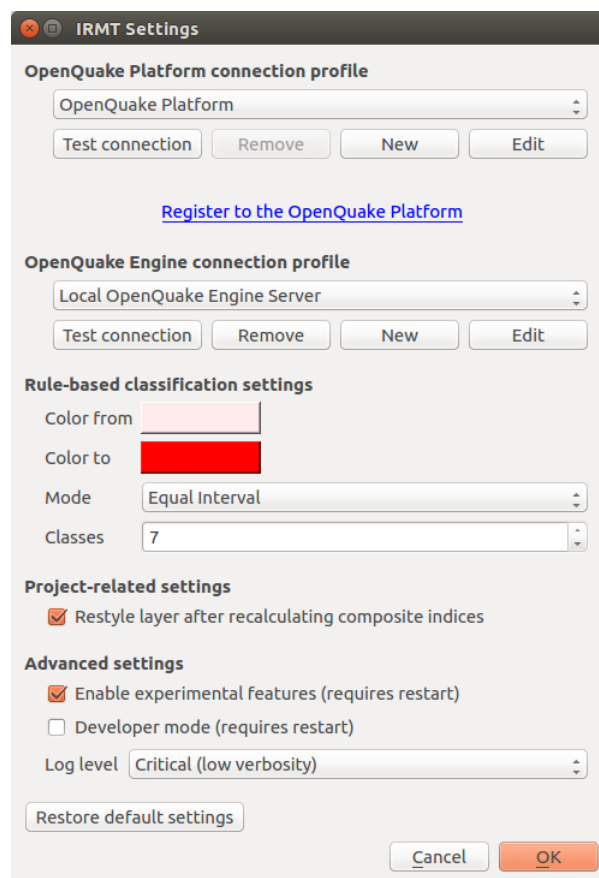 IRMT Settings
OpenQuake Platform connection profile
OpenQuake Platform
Test connection Remove New Edit
Register to the OpenQuake Platform
OpenQuake Engine connection profile
Local OpenQuake Engine Server
Test connection Remove New Edit
Rule-based classification settings
Color from
Color to
Mode Equal Interval
Classes 7
Project-related settings
Restyle layer after recalculating composite indices
Advanced settings
Enable experimental features (requires restart)
Developer mode (requires restart)
Log level Critical (low verbosity)
Restore default settings
Cancel OK